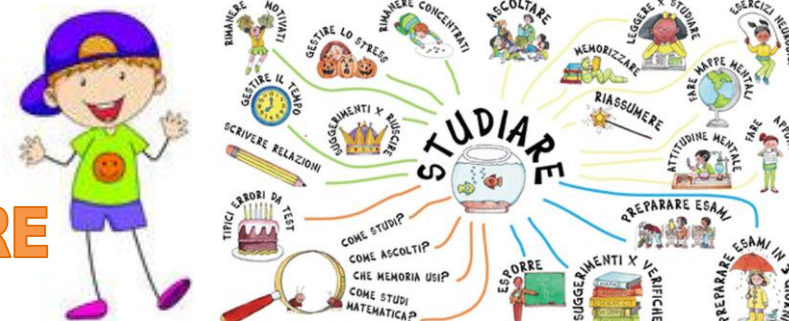 RE
RIMANERE MOTIVATI
GESTIRE LO STRESS
RIMANERE CONCENTRATI
ASCOLTARE
LEGGERE X STUDIARE
MEMORIZZARE
FARE MAPPE MENTALI
GESTIRE IL TEMPO
SUGGERIMENTI X RIUSCIRE
STUDIARE
RIASSUMERE
ATTITUDINE MENTALE
FARE
SCRIVERE RELAZIONI
TIPICI ERRORI DA TEST
COME STUDI?
COME ASCOLTI?
CHE MEMORIA USI?
COME STUDI
MATEMATICA?
ESPORRE
SUGGERIMENTI X VERIFICHE
PREPARARE ESAMI
PREPARARE ESAMI IN
ESERCIZI